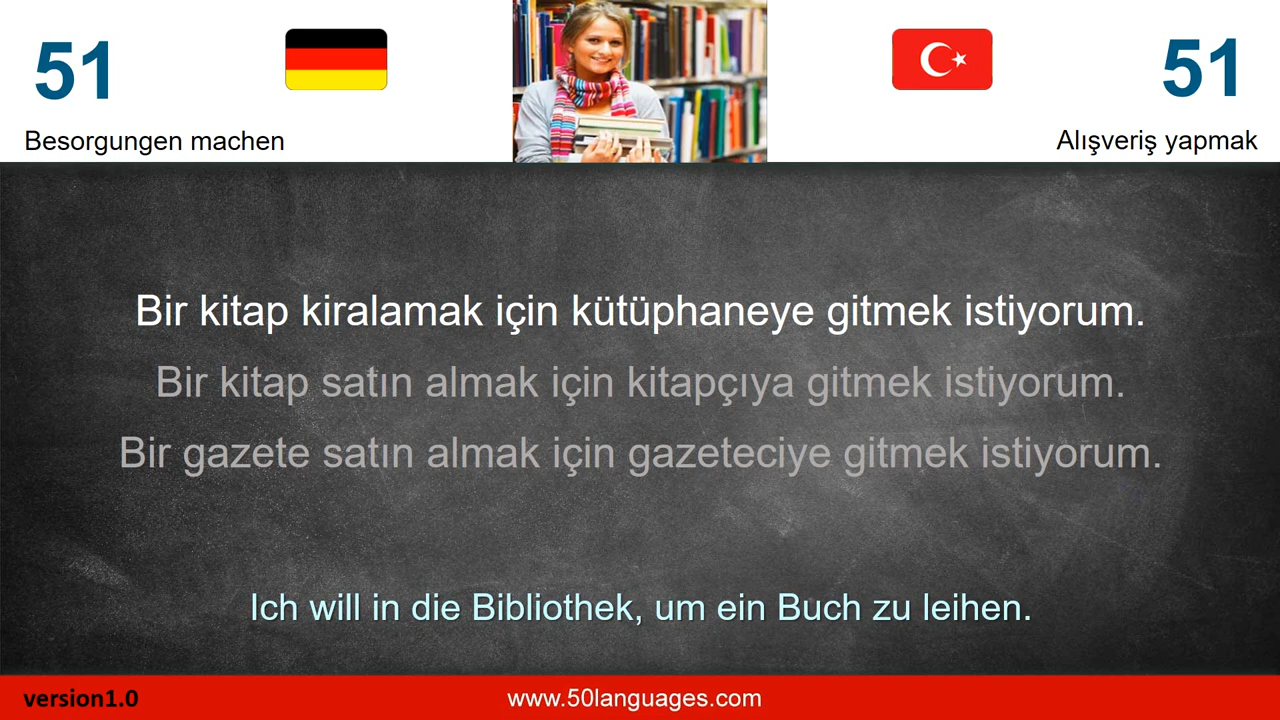 51
51
Besorgungen machen
Alışveriş yapmak
Bir kitap kiralamak için kütüphaneye gitmek istiyorum.
Bir kitap satın almak için kitapçıya gitmek istiyorum.
Bir gazete satın almak için gazeteciye gitmek istiyorum.
Ich will in die Bibliothek, um ein Buch zu leihen.
version1.0
www.50languages.com